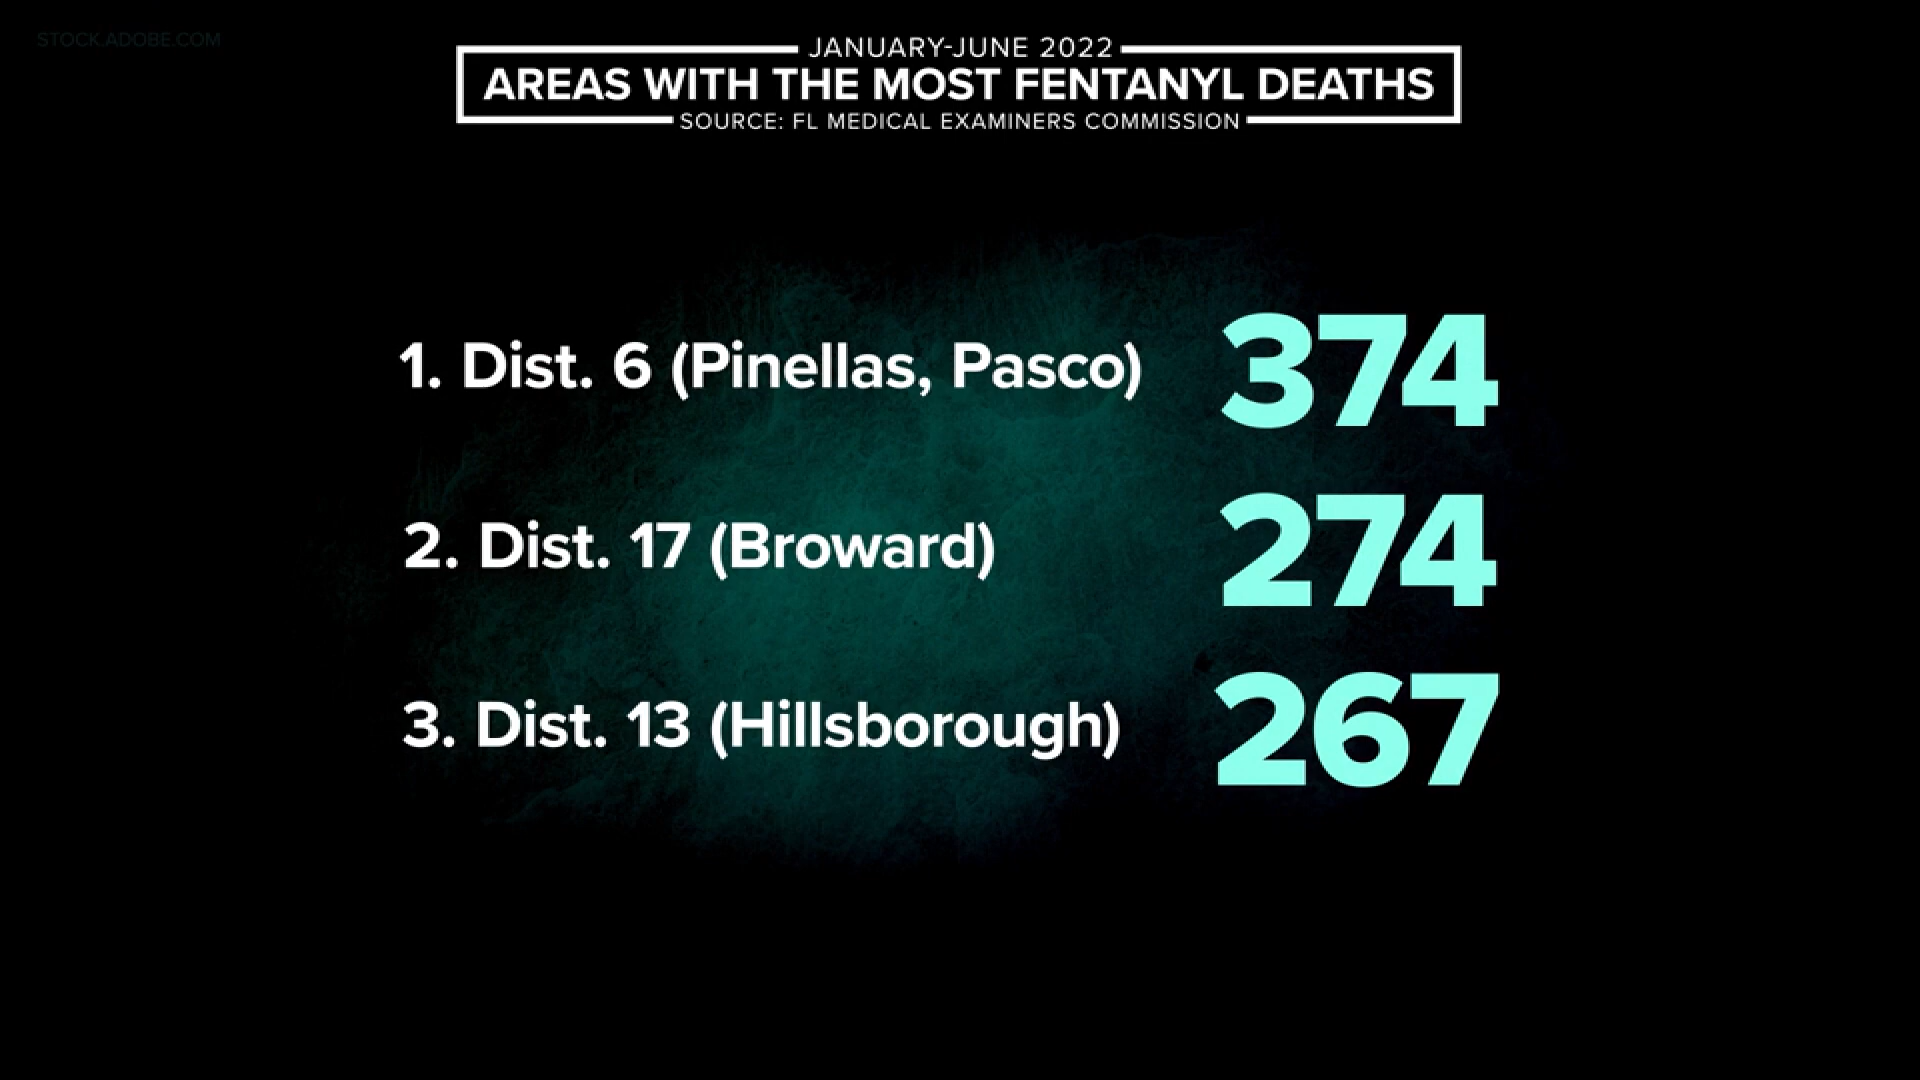 STOCK.ADOBE.COM
JANUARY-JUNE 2022
AREAS WITH THE MOST FENTANYL DEATHS
SOURCE: FL MEDICAL EXAMINERS COMMISSION
1. Dist. 6 (Pinellas, Pasco) 374
2. Dist. 17 (Broward) 274
3. Dist. 13 (Hillsborough) 267